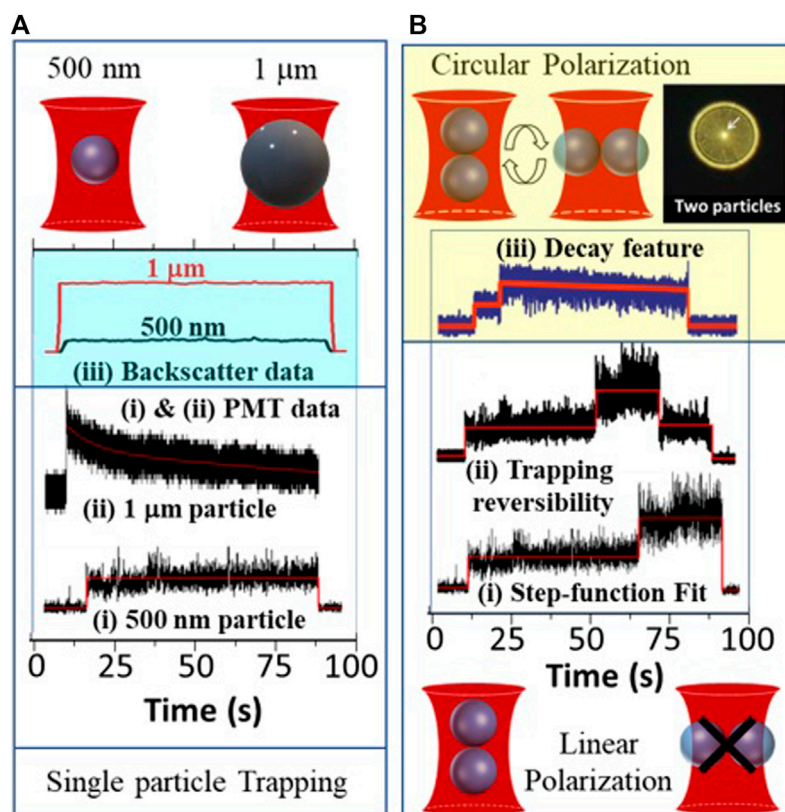 A
500 nm
1 μm
1 μm
500 nm
(iii) Backscatter data
(i) & (ii) PMT data
(ii) 1 μm particle
(i) 500 nm particle
0 25 50 75 100
Time (s)
Single particle Trapping
B
Circular Polarization
Two particles
(iii) Decay feature
(ii) Trapping
reversibility
(i) Step-function Fit
0 25 50 75 100
Time (s)
Linear
Polarization